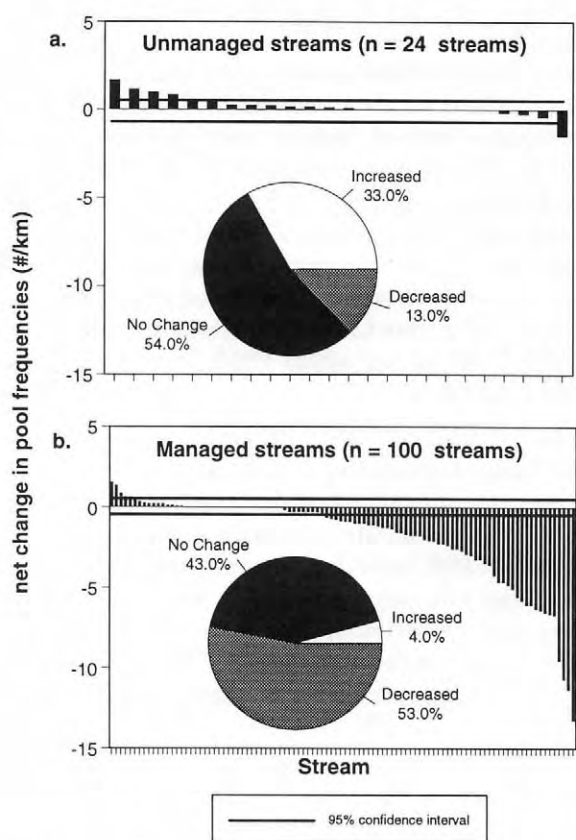 a.
5
0
-5
-10
-15
Unmanaged streams (n = 24 streams)
Increased
33.0%
Decreased
13.0%
No Change
54.0%
net change in pool frequencies (#/km)
b.
5
0
-5
-10
-15
Managed streams (n = 100 streams)
No Change
43.0%
Increased
4.0%
Decreased
53.0%
Stream
95% confidence interval